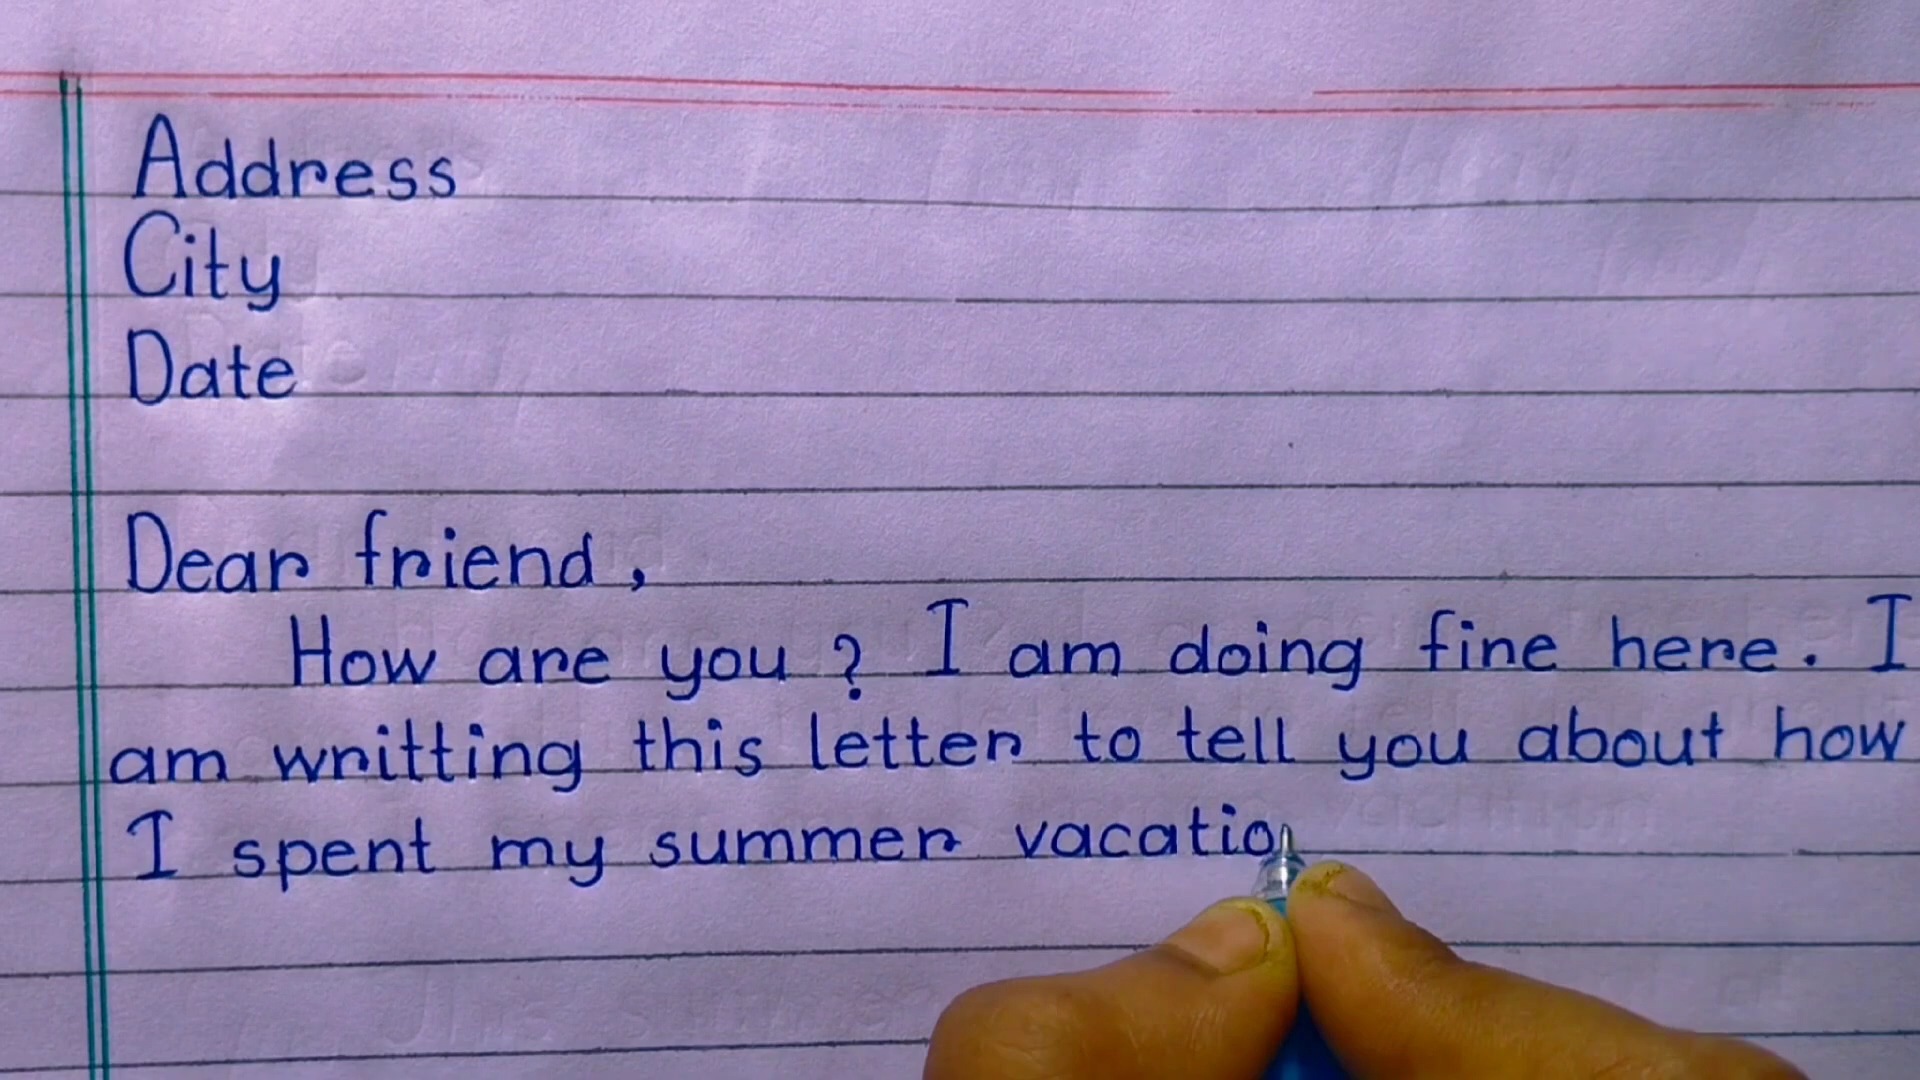 Address
City
Date
Dear friend,
How are you? I am doing fine here. I
am writting this letter to tell you about how
I spent my summer vacatio